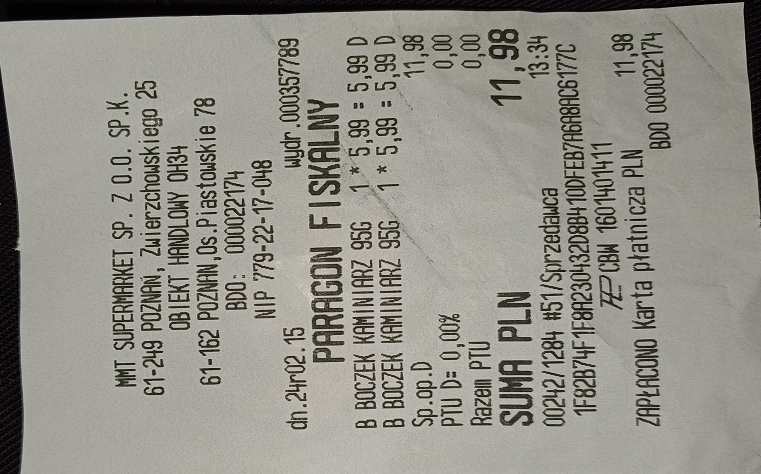 MMT SUPERMARKET SP. Z O.O. SP.K.
61-249 POZNAŃ, Zwierzchowskiego 25
OBIEKT HANDLOWY OH34
61-162 POZNAŃ,Os.Piastowskie 78
BDO: 000022174
NIP 779-22-17-048
dn.24r02.15 wydr.000357789
PARAGON FISKALNY
B BOCZEK KAMINIARZ 95G 1 * 5,99 = 5,99 D
B BOCZEK KAMINIARZ 95G 1 * 5,99 = 5,99 D
Sp.op.D 11,98
PTU D= 0,00% 0,00
Razem PTU 0,00
SUMA PLN 11,98
00242/1284 #51/Sprzedawca 13:34
1F82B74F1F8A230432D8B410DFEB7A6A8AC6177C
CBW 1601401411
ZAPŁACONO Karta płatnicza PLN 11,98
BDO 000022174